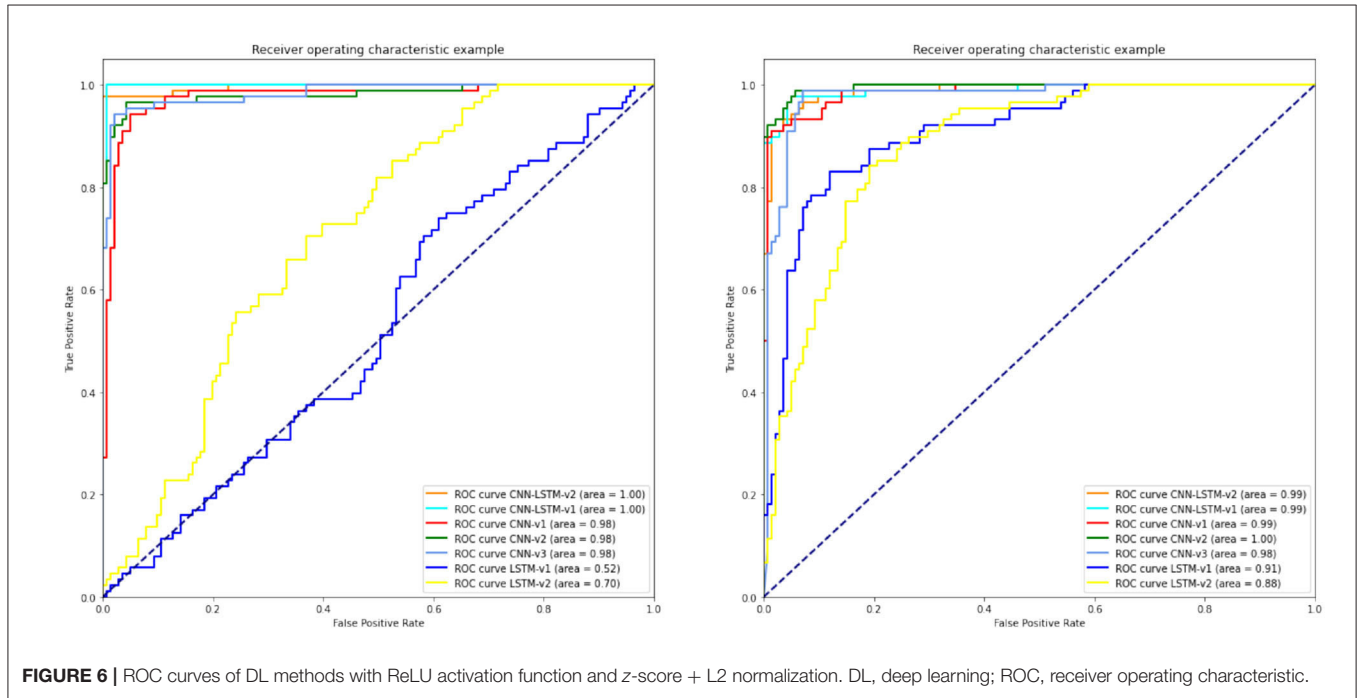 Receiver operating characteristic example
1.0
0.8
0.6
0.4
0.2
0.0
True Positive Rate
0.0
0.2
0.4
0.6
0.8
1.0
False Positive Rate
ROC curve CNN-LSTM-v2 (area = 1.00)
ROC curve CNN-LSTM-v1 (area = 1.00)
ROC curve CNN-v1 (area = 0.98)
ROC curve CNN-v2 (area = 0.98)
ROC curve CNN-v3 (area = 0.98)
ROC curve LSTM-v1 (area = 0.52)
ROC curve LSTM-v2 (area = 0.70)
Receiver operating characteristic example
1.0
0.8
0.6
0.4
0.2
0.0
True Positive Rate
0.0
0.2
0.4
0.6
0.8
1.0
False Positive Rate
ROC curve CNN-LSTM-v2 (area = 0.99)
ROC curve CNN-LSTM-v1 (area = 0.99)
ROC curve CNN-v1 (area = 0.99)
ROC curve CNN-v2 (area = 1.00)
ROC curve CNN-v3 (area = 0.98)
ROC curve LSTM-v1 (area = 0.91)
ROC curve LSTM-v2 (area = 0.88)
FIGURE 6 | ROC curves of DL methods with ReLU activation function and z-score + L2 normalization. DL, deep learning; ROC, receiver operating characteristic.